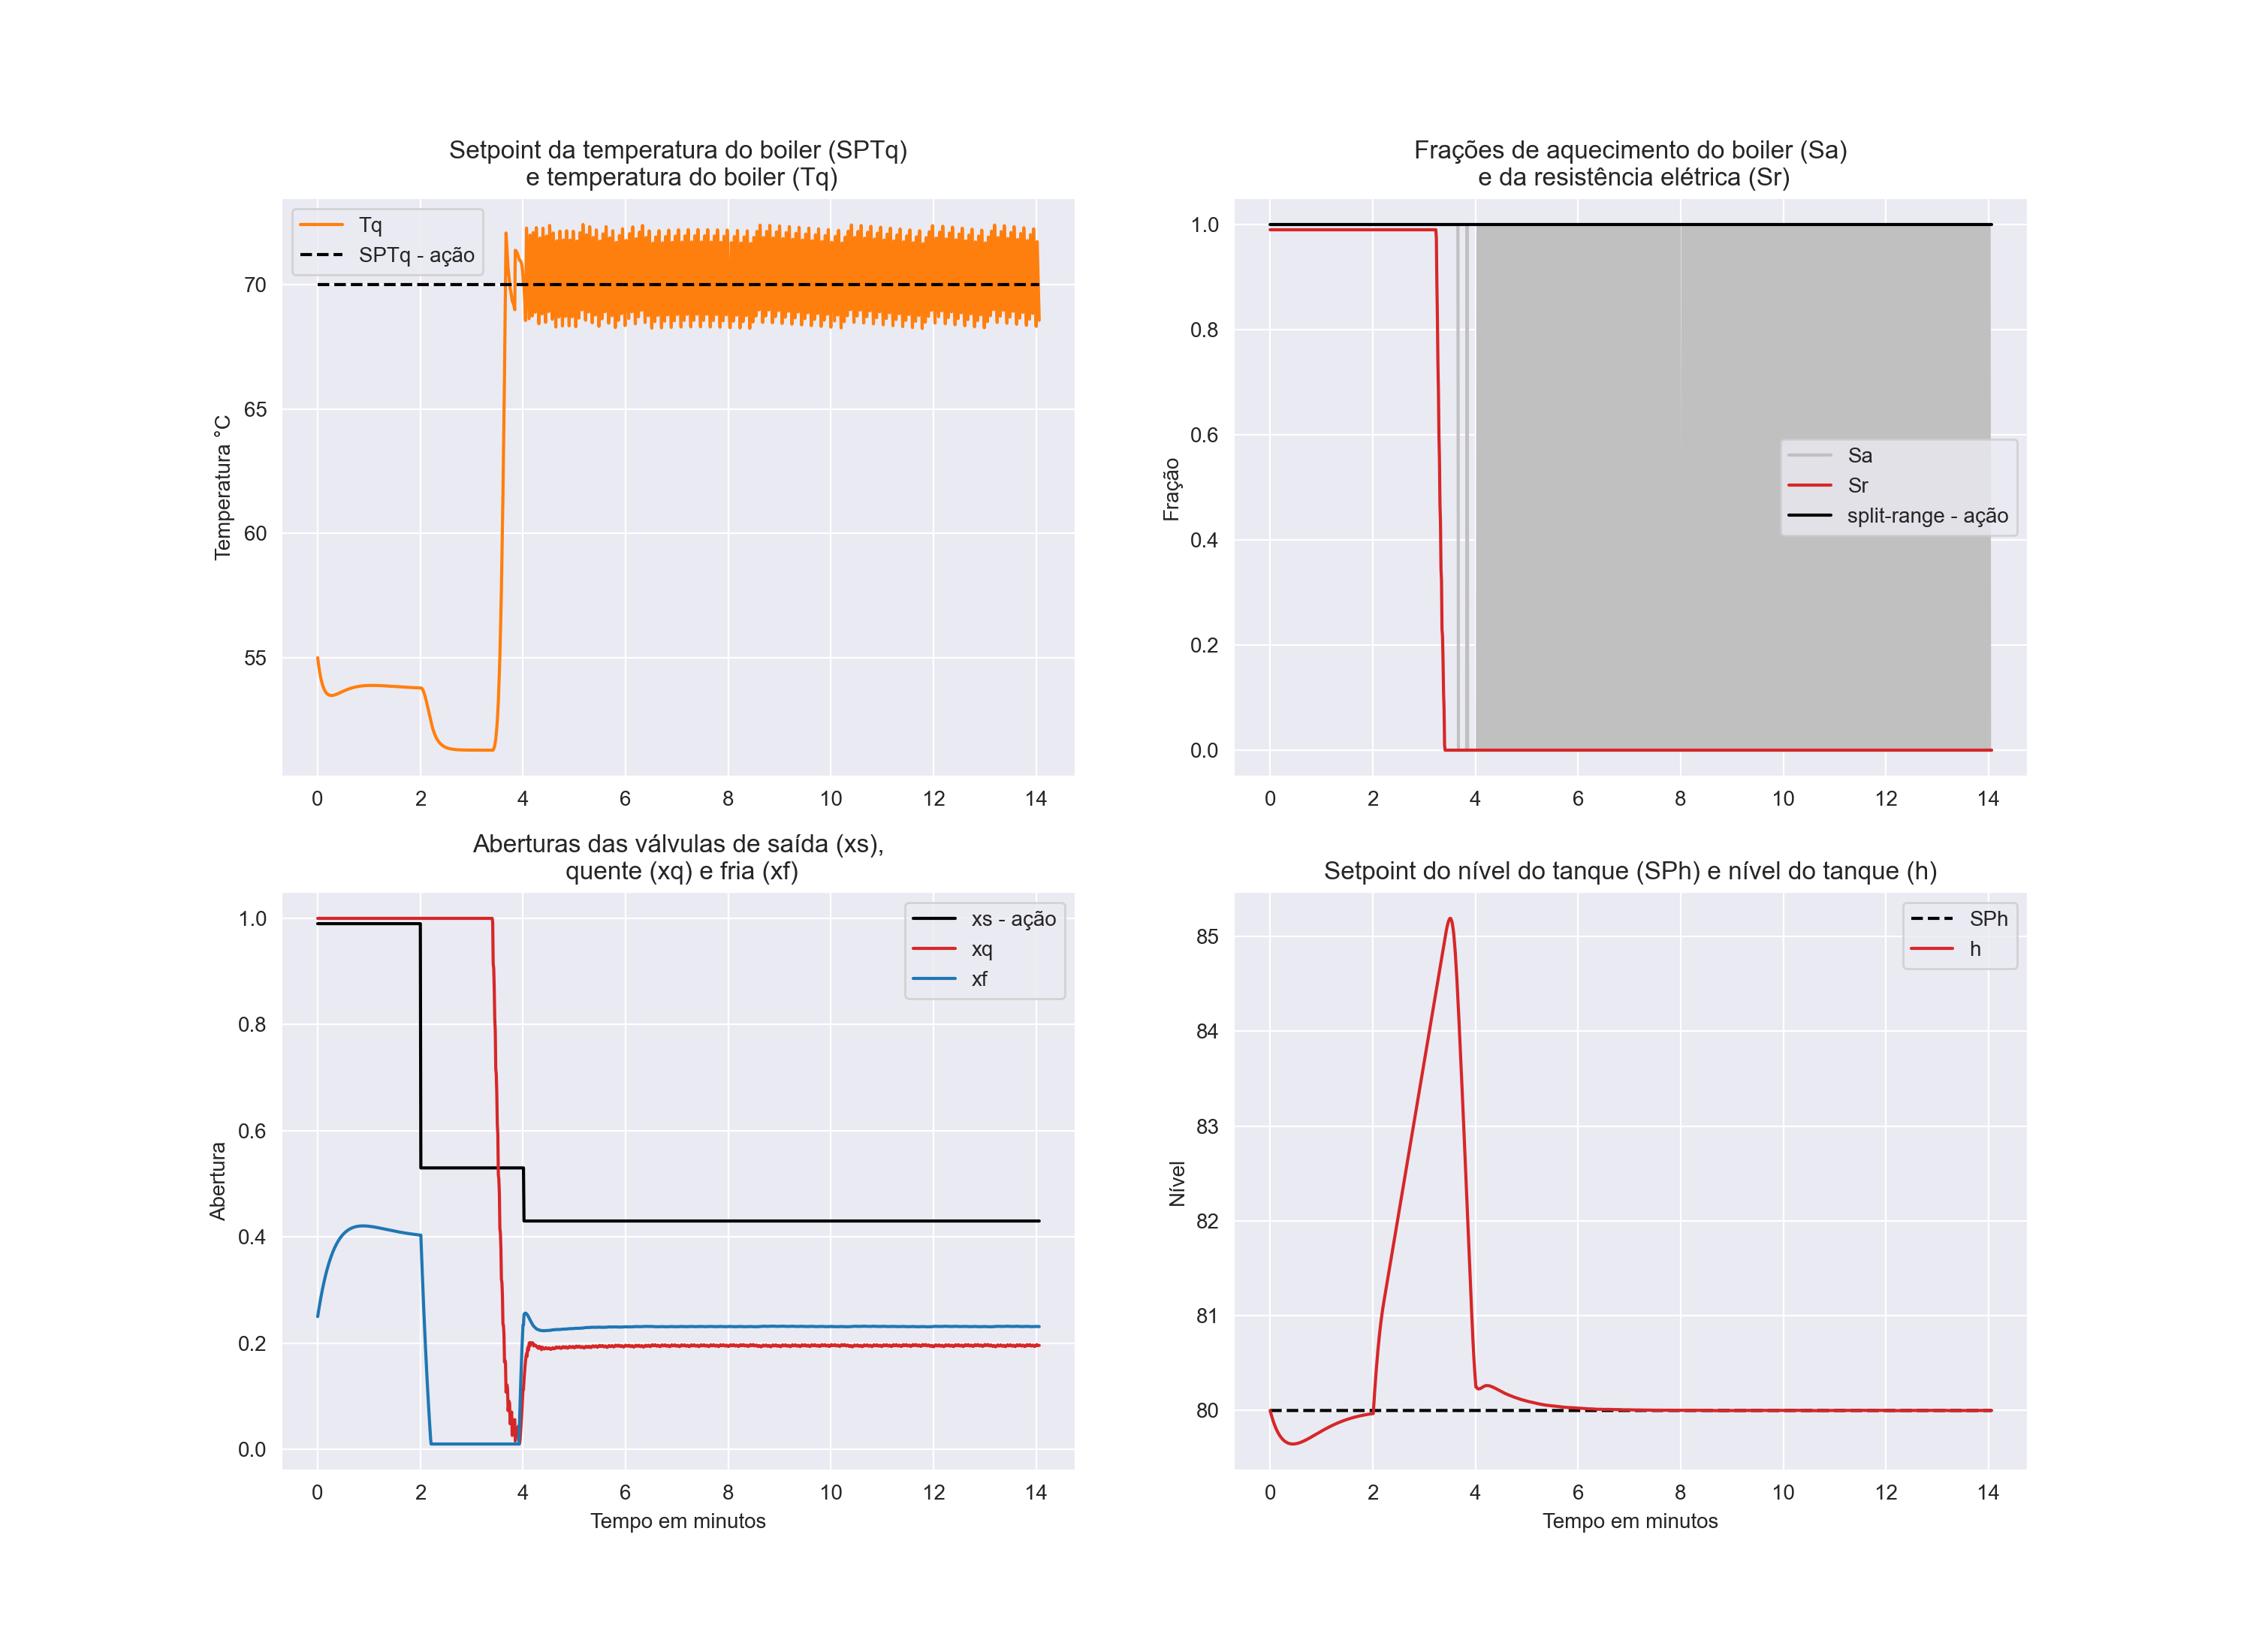 Setpoint da temperatura do boiler (SPTq)
e temperatura do boiler (Tq)
Tq
SPTq - ação
70
65
60
55
Temperatura °C
0 2 4 6 8 10 12 14
Frações de aquecimento do boiler (Sa)
e da resistência elétrica (Sr)
1.0
0.8
0.6
0.4
0.2
0.0
Fração
Sa
Sr
split-range - ação
0 2 4 6 8 10 12 14
Aberturas das válvulas de saída (xs),
quente (xq) e fria (xf)
xs - ação
xq
xf
1.0
0.8
0.6
0.4
0.2
0.0
Abertura
0 2 4 6 8 10 12 14
Tempo em minutos
Setpoint do nível do tanque (SPh) e nível do tanque (h)
SPh
h
85
84
83
82
81
80
Nível
0 2 4 6 8 10 12 14
Tempo em minutos